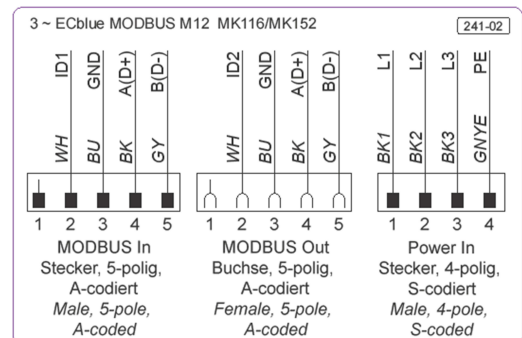 3 ~ ECblue MODBUS M12 MK116/MK152
241-02
ID1 GND A(D+) B(D-)
WH BU BK GY
1 2 3 4 5
MODBUS In
Stecker, 5-polig,
A-codiert
Male, 5-pole,
A-coded
ID2 GND A(D+) B(D-)
WH BU BK GY
1 2 3 4 5
MODBUS Out
Buchse, 5-polig,
A-codiert
Female, 5-pole,
A-coded
L1 L2 L3 PE
BK1 BK2 BK3 GNYE
1 2 3 4
Power In
Stecker, 4-polig,
S-codiert
Male, 4-pole,
S-coded